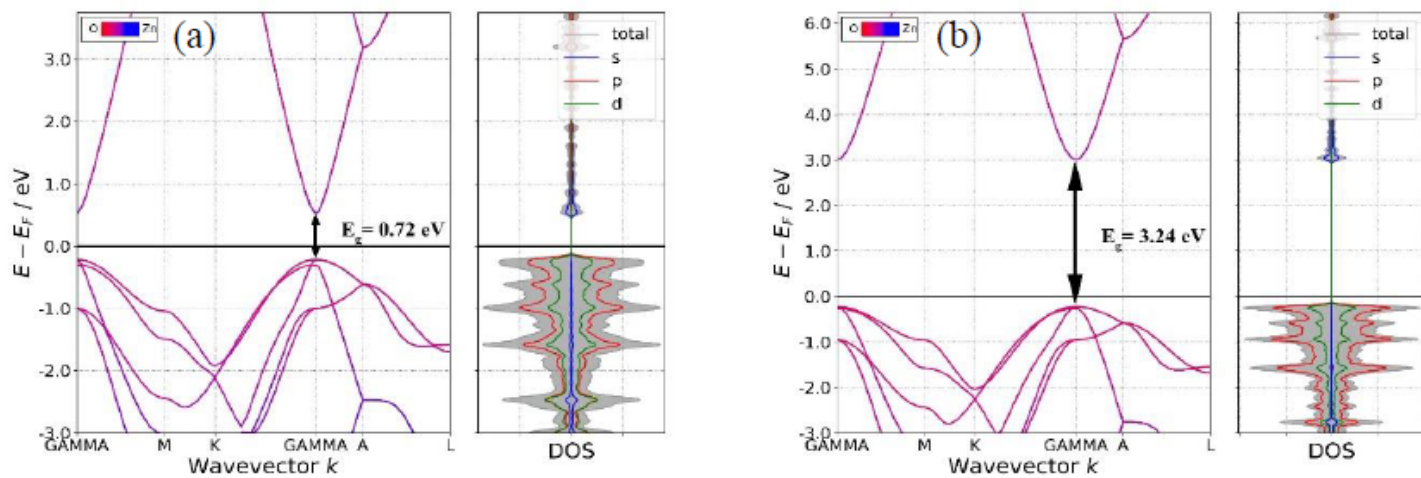 O Zn (a)
total
s
p
d
3.0
2.0
1.0
0.0
-1.0
-2.0
-3.0
E − E_F / eV
E_g= 0.72 eV
GAMMA M K GAMMA A L
Wavevector k
DOS
O Zn (b)
total
s
p
d
6.0
5.0
4.0
3.0
2.0
1.0
0.0
-1.0
-2.0
-3.0
E − E_F / eV
E_g= 3.24 eV
GAMMA M K GAMMA A L
Wavevector k
DOS